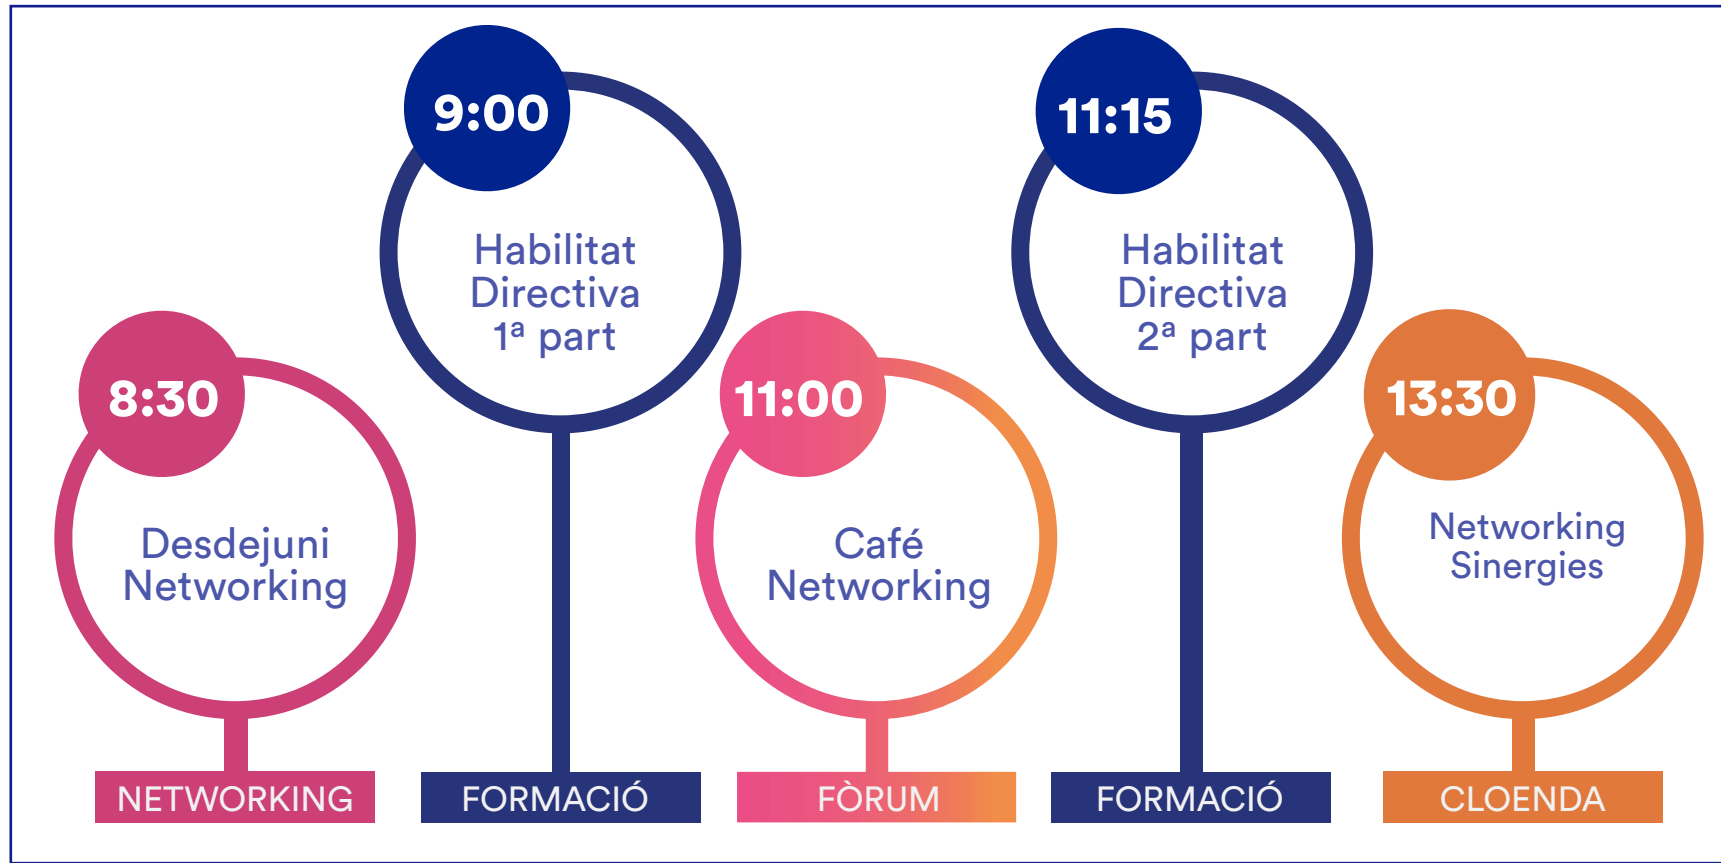 8:30
Desdejuni
Networking
NETWORKING
9:00
Habilitat
Directiva
1ª part
FORMACIÓ
11:00
Café
Networking
FÒRUM
11:15
Habilitat
Directiva
2ª part
FORMACIÓ
13:30
Networking
Sinergies
CLOENDA